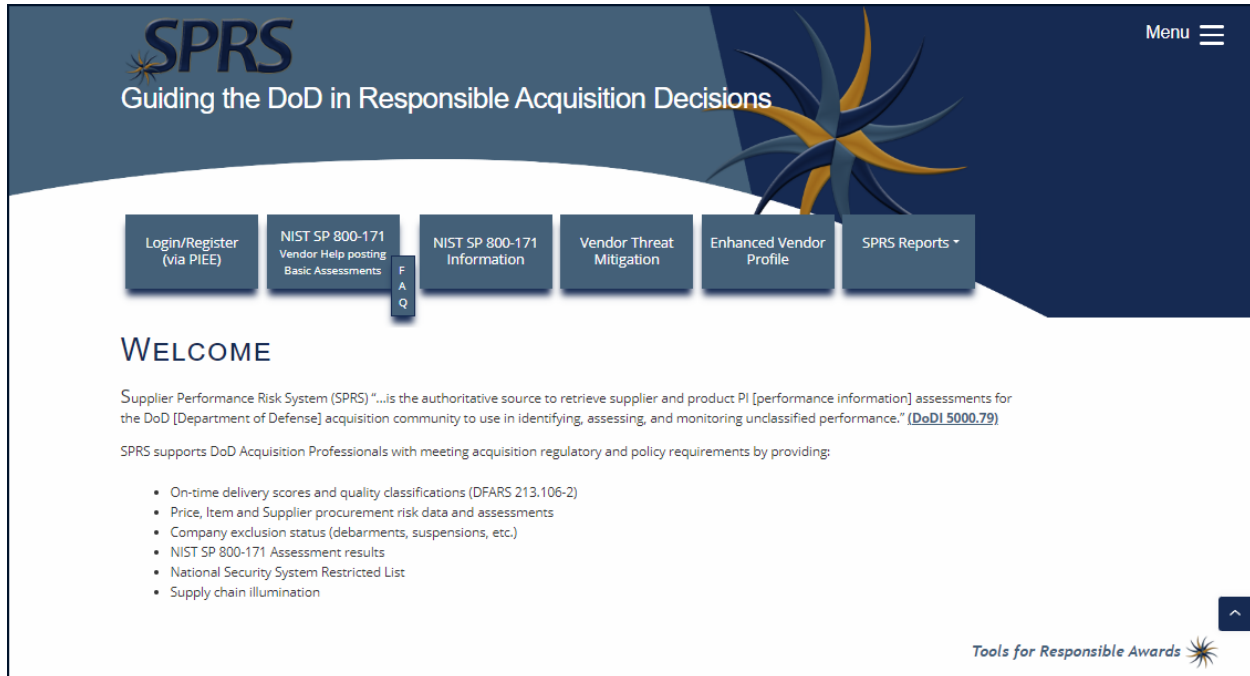 SPRS
Menu
Guiding the DoD in Responsible Acquisition Decisions
Login/Register
(via PIEE)
NIST SP 800-171
Vendor Help posting
Basic Assessments
F
A
Q
NIST SP 800-171
Information
Vendor Threat
Mitigation
Enhanced Vendor
Profile
SPRS Reports
WELCOME
Supplier Performance Risk System (SPRS) “...is the authoritative source to retrieve supplier and product PI [performance information] assessments for
the DoD [Department of Defense] acquisition community to use in identifying, assessing, and monitoring unclassified performance.” (DoDI 5000.79)
SPRS supports DoD Acquisition Professionals with meeting acquisition regulatory and policy requirements by providing:
• On-time delivery scores and quality classifications (DFARS 213.106-2)
• Price, Item and Supplier procurement risk data and assessments
• Company exclusion status (debarments, suspensions, etc.)
• NIST SP 800-171 Assessment results
• National Security System Restricted List
• Supply chain illumination
Tools for Responsible Awards